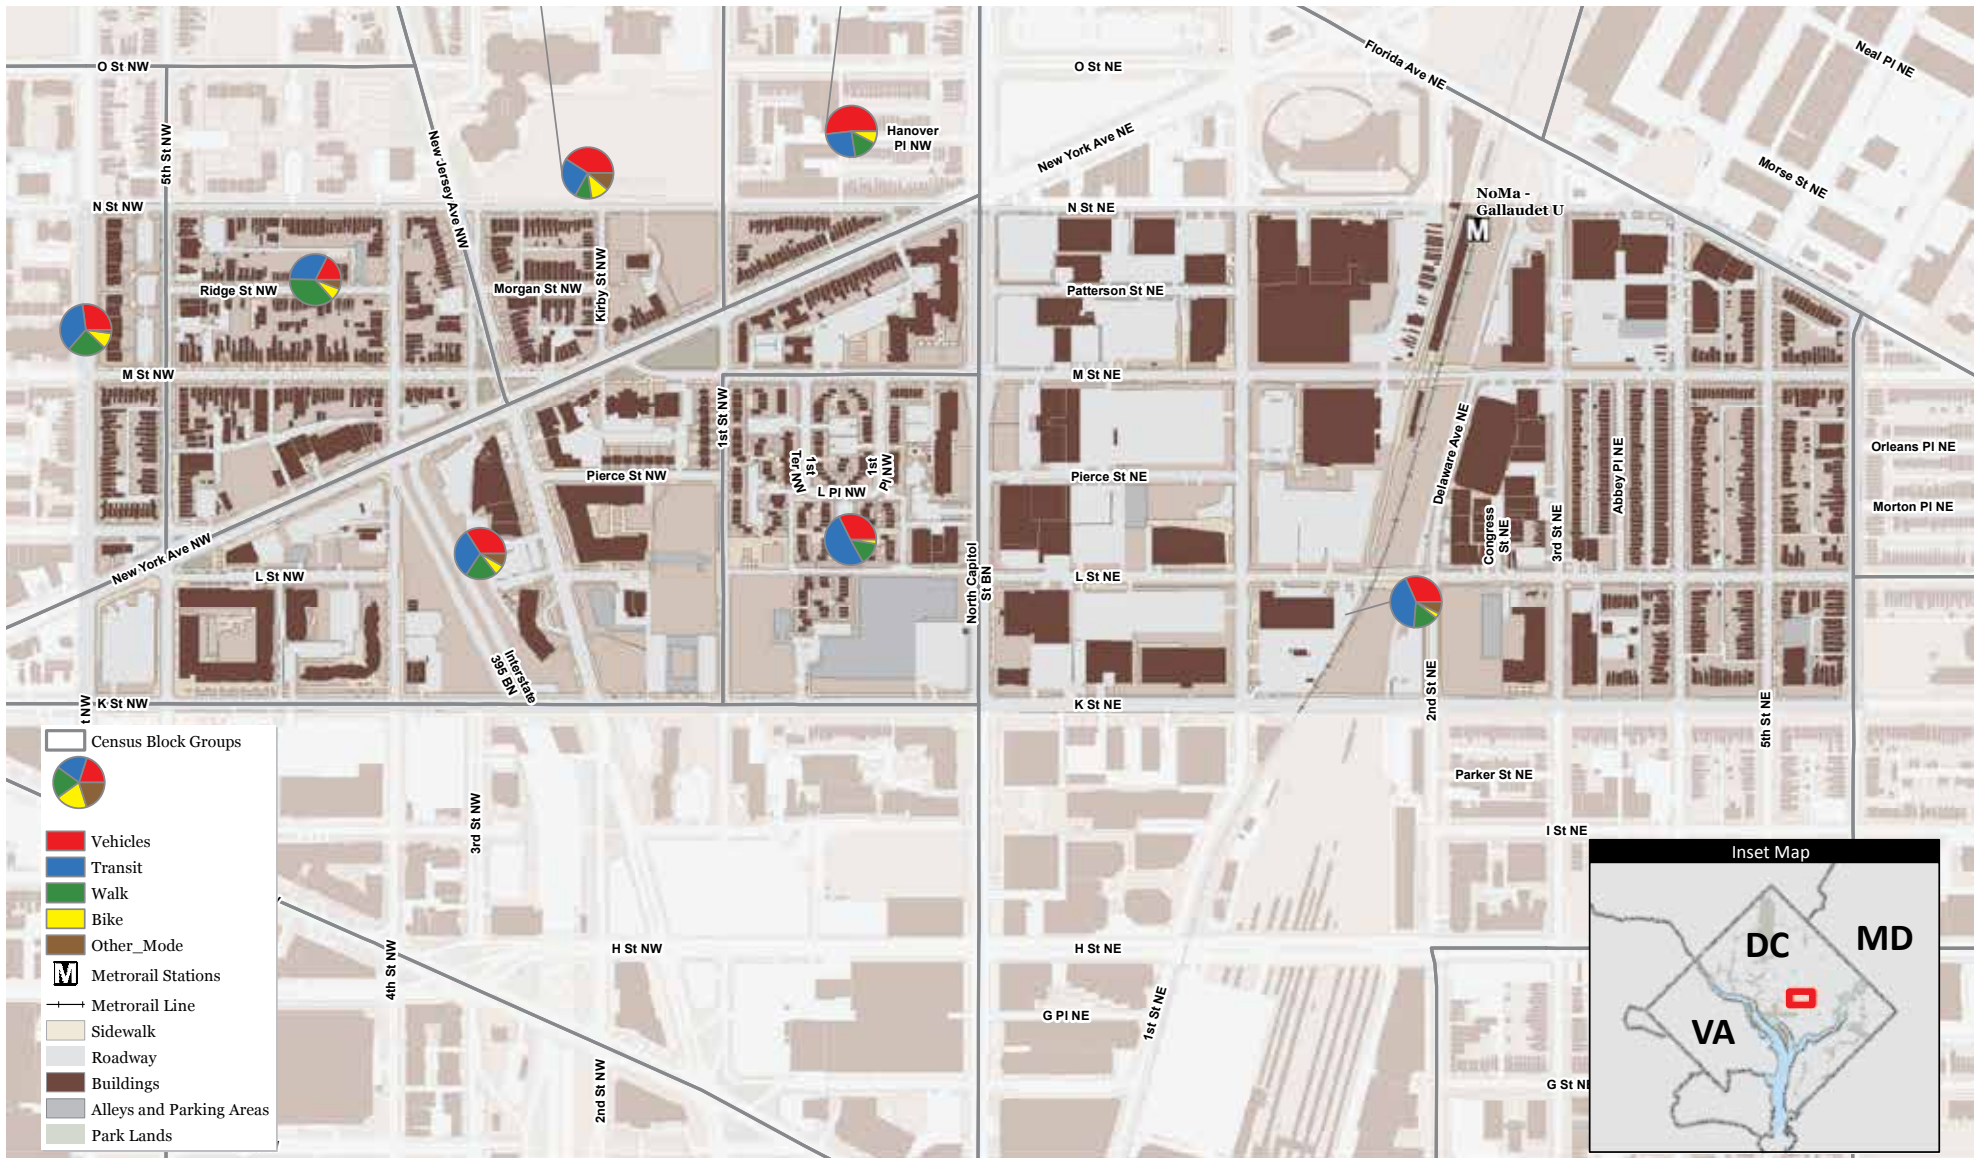 O St NW
O St NE
Florida Ave NE
Neal Pl NE
5th St NW
New Jersey Ave NW
Hanover
Pl NW
New York Ave NE
Morse St NE
N St NW
N St NE
NoMa -
Gallaudet U
M
Ridge St NW
Morgan St NW
Kirby St NW
Patterson St NE
M St NW
M St NE
1st St NW
1st
Ter NW
1st
Pl NW
L Pl NW
Pierce St NW
Pierce St NE
Delaware Ave NE
Abbey Pl NE
Orleans Pl NE
Morton Pl NE
Congress
St NE
3rd St NE
New York Ave NW
L St NW
L St NE
North Capitol
St BN
Interstate
395 BN
2nd St NE
5th St NE
t NW
K St NW
K St NE
Parker St NE
I St NE
3rd St NW
4th St NW
H St NW
H St NE
G Pl NE
1st St NE
2nd St NW
G St NE
Census Block Groups
Vehicles
Transit
Walk
Bike
Other_Mode
M
Metrorail Stations
Metrorail Line
Sidewalk
Roadway
Buildings
Alleys and Parking Areas
Park Lands
Inset Map
DC
MD
VA